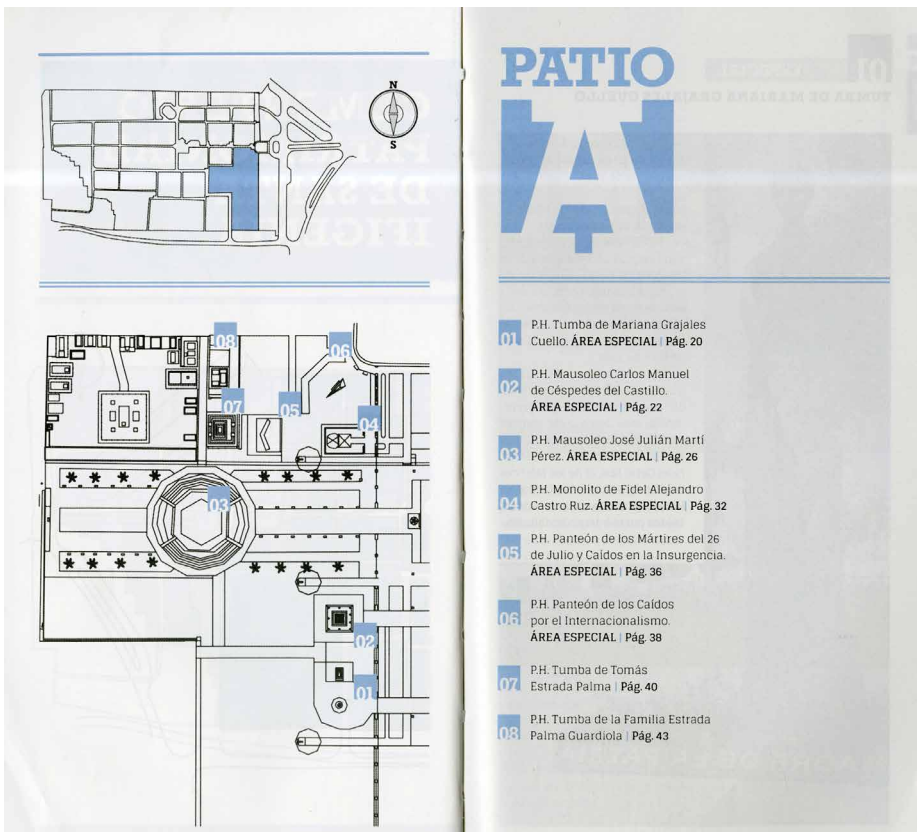 N
S
08
06
07
05
04
03
02
01
PATIO
A
01
P.H. Tumba de Mariana Grajales
Cuello. ÁREA ESPECIAL | Pág. 20
02
P.H. Mausoleo Carlos Manuel
de Céspedes del Castillo.
ÁREA ESPECIAL | Pág. 22
03
P.H. Mausoleo José Julián Martí
Pérez. ÁREA ESPECIAL | Pág. 26
04
P.H. Monolito de Fidel Alejandro
Castro Ruz. ÁREA ESPECIAL | Pág. 32
05
P.H. Panteón de los Mártires del 26
de Julio y Caídos en la Insurgencia.
ÁREA ESPECIAL | Pág. 36
06
P.H. Panteón de los Caídos
por el Internacionalismo.
ÁREA ESPECIAL | Pág. 38
07
P.H. Tumba de Tomás
Estrada Palma | Pág. 40
08
P.H. Tumba de la Familia Estrada
Palma Guardiola | Pág. 43